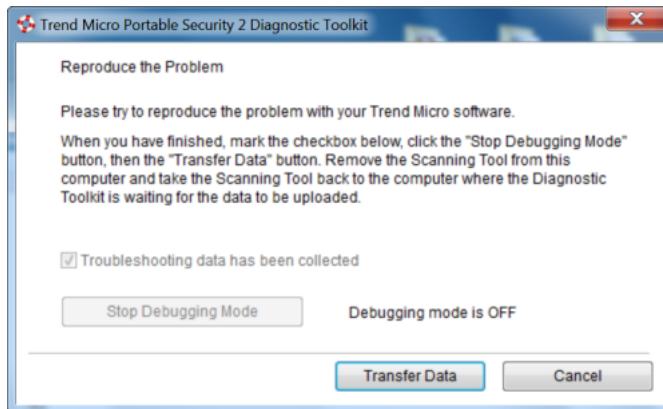 Trend Micro Portable Security 2 Diagnostic Toolkit
Reproduce the Problem
Please try to reproduce the problem with your Trend Micro software.
When you have finished, mark the checkbox below, click the "Stop Debugging Mode"
button, then the "Transfer Data" button. Remove the Scanning Tool from this
computer and take the Scanning Tool back to the computer where the Diagnostic
Toolkit is waiting for the data to be uploaded.
Troubleshooting data has been collected
Stop Debugging Mode Debugging mode is OFF
Transfer Data Cancel